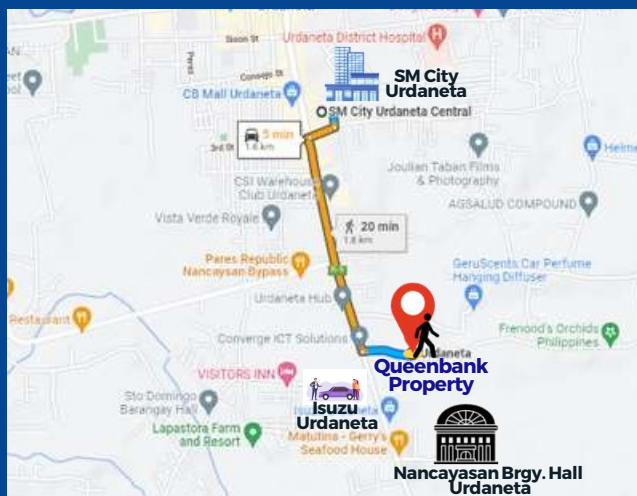 Sison St
Urdaneta District Hospital
Perez
Consejo St
SM City
Urdaneta
CB Mall Urdaneta
SM City Urdaneta Central
5 min
1.6 km
3rd St
Joulian Taban Films
& Photography
CSI Warehouse
Club Urdaneta
AGSALUD COMPOUND
Vista Verde Royale
20 min
1.8 km
Pares Republic
Nancaysan Bypass
GeruScents Car Perfume
Hanging Diffuser
Urdaneta Hub
Restaurant
Converge ICT Solutions
Frenood's Orchids
Philippines
Urdaneta
Queenbank
Property
VISITORS INN
Sto Domingo
Barangay Hall
Isuzu
Urdaneta
Lapastora Farm
and Resort
Matutina - Gerry's
Seafood House
Nancayasan Brgy. Hall
Urdaneta